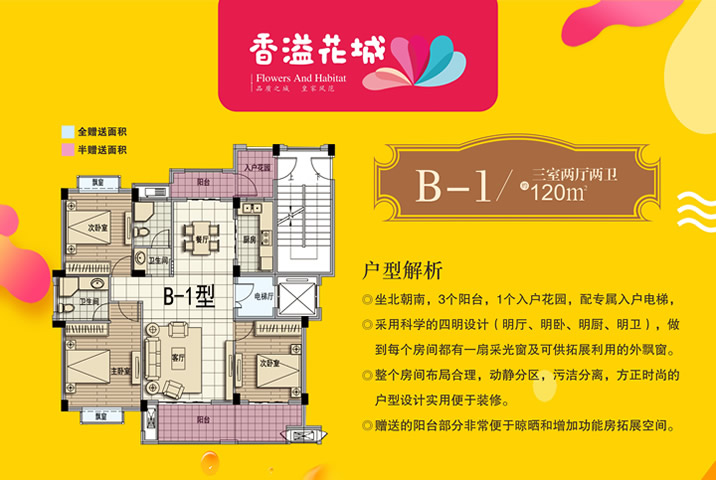 香溢花城
Flowers And Habitat
品质之城 皇家风范
全赠送面积
半赠送面积
B-1/三室两厅两卫
约120m²
飘窗
阳台
入户花园
次卧室
卫生间
餐厅
厨房
卫生间
B-1型
电梯厅
主卧室
客厅
次卧室
飘窗
阳台
户型解析
◎坐北朝南，3个阳台，1个入户花园，配专属入户电梯，
◎采用科学的四明设计（明厅、明卧、明厨、明卫），做
到每个房间都有一扇采光窗及可供拓展利用的外飘窗。
◎整个房间布局合理，动静分区，污洁分离，方正时尚的
户型设计实用便于装修。
◎赠送的阳台部分非常便于晾晒和增加功能房拓展空间。